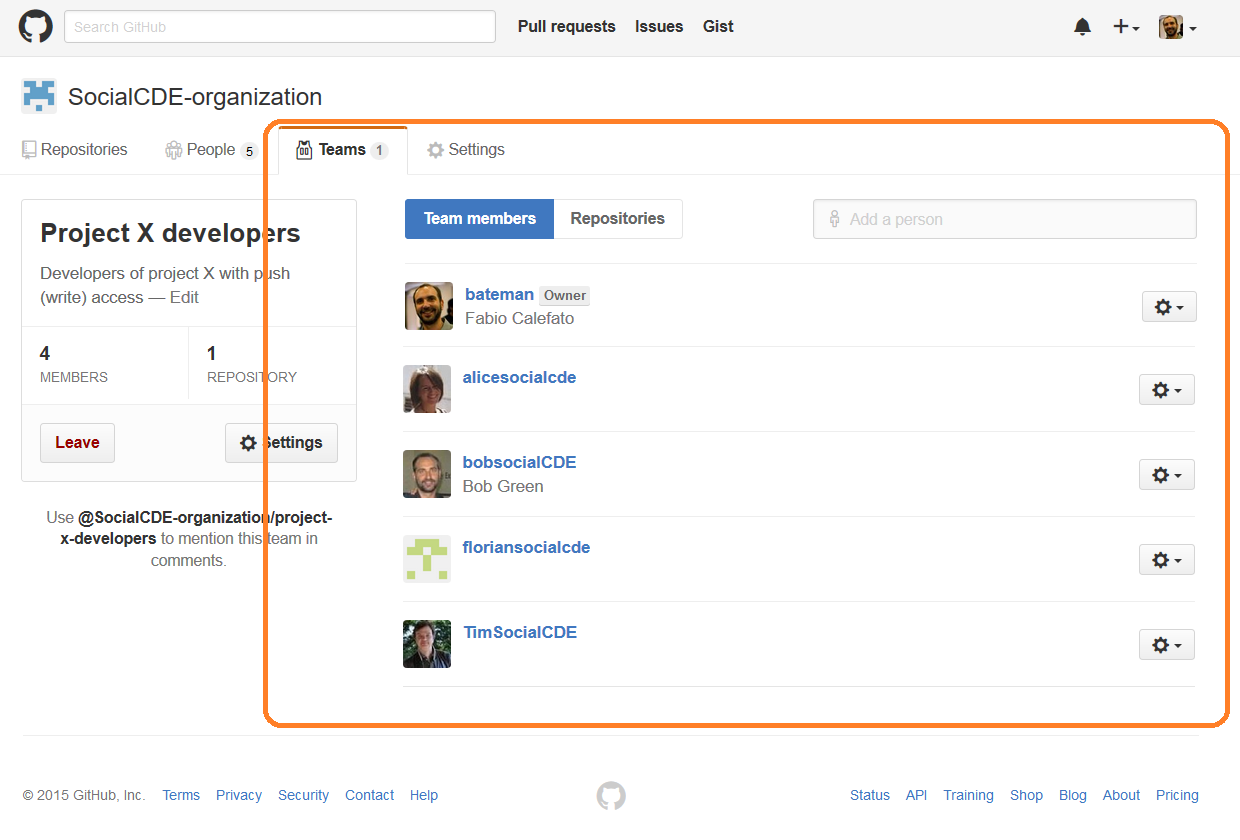 Search GitHub
Pull requests Issues Gist
SocialCDE-organization
Repositories People 5 Teams 1 Settings
Project X developers
Developers of project X with push
(write) access — Edit
4
MEMBERS
1
REPOSITORY
Leave
Settings
Use @SocialCDE-organization/project-
x-developers to mention this team in
comments.
Team members Repositories
Add a person
bateman Owner
Fabio Calefato
alicesocialcde
bobsocialCDE
Bob Green
floriansocialcde
TimSocialCDE
© 2015 GitHub, Inc. Terms Privacy Security Contact Help
Status API Training Shop Blog About Pricing